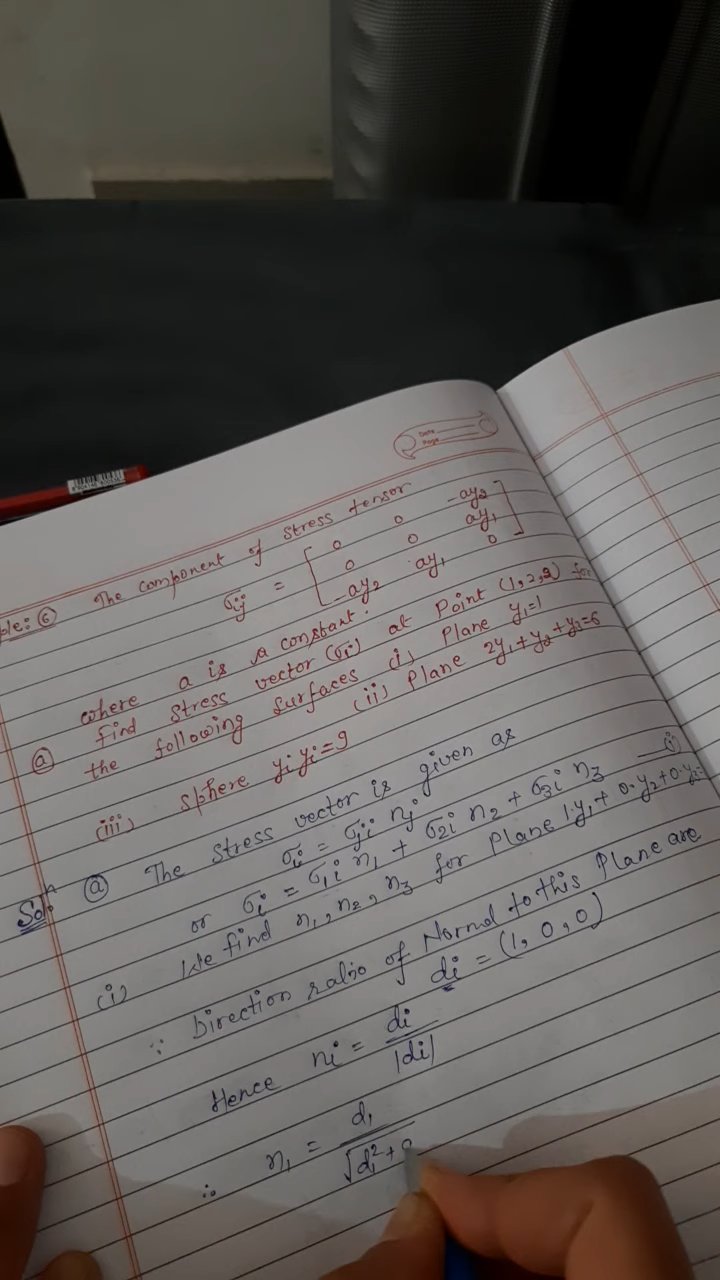 Date
Page
ple: ⑥ The component of stress tensor
σij = [ 0 0 -ay2
0 0 ay1
-ay2 ay1 0 ]
where a is a constant.
ⓐ find stress vector (σi) at Point (1,2,2) for
the following surfaces (i) Plane y1=1
(ii) Plane 2y1+y2+y3=6
(iii) sphere yiyi=9
Soln ⓐ The stress vector is given as
σi = σji nj
or σi = σ1i n1 + σ2i n2 + σ3i n3 — (i)
(i) We find n1, n2, n3 for Plane 1.y1 + 0.y2+0.y3=
∵ Direction ratio of Normal to this Plane are
di = (1, 0, 0)
Hence ni = di / |di|
∴ n1 = d1 / √d1²+